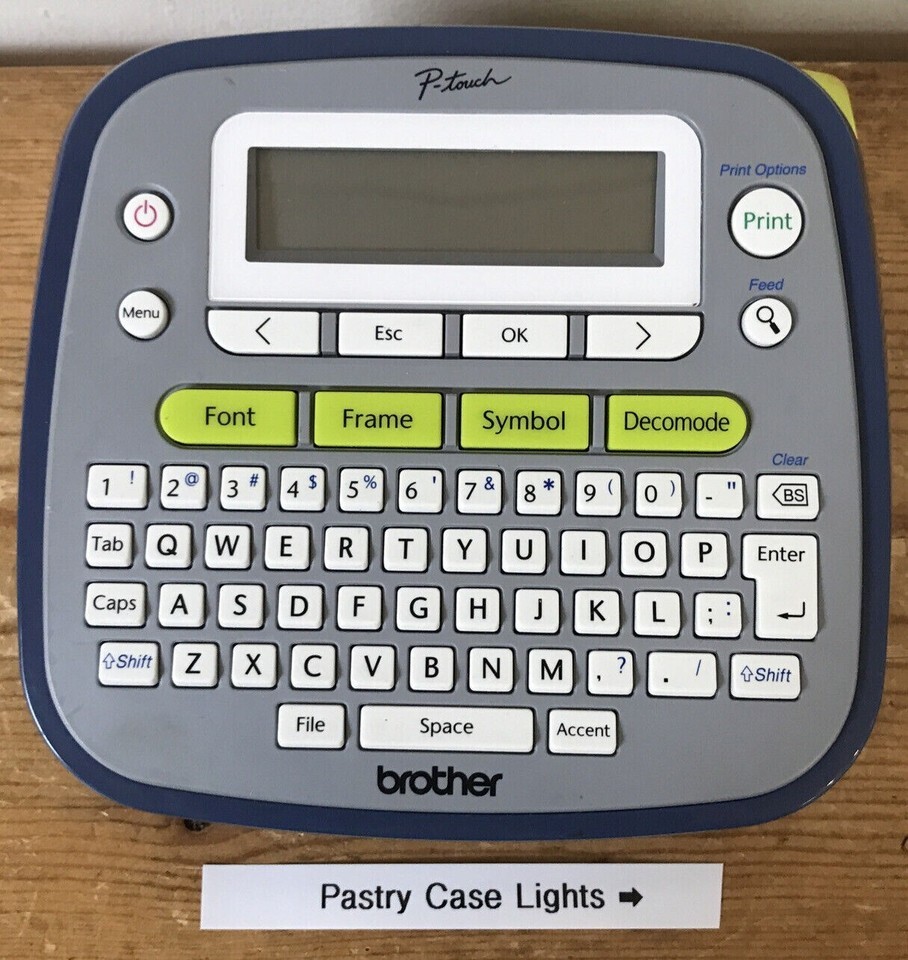 P-touch
Print Options
Print
Menu
Feed
< Esc OK >
Font Frame Symbol Decomode
Clear
1 ! 2 @ 3 # 4 $ 5 % 6 ' 7 & 8 * 9 ( 0 ) - " BS
Tab Q W E R T Y U I O P Enter
Caps A S D F G H J K L ; :
⇧Shift Z X C V B N M , ? . / ⇧Shift
File Space Accent
brother
Pastry Case Lights ➡